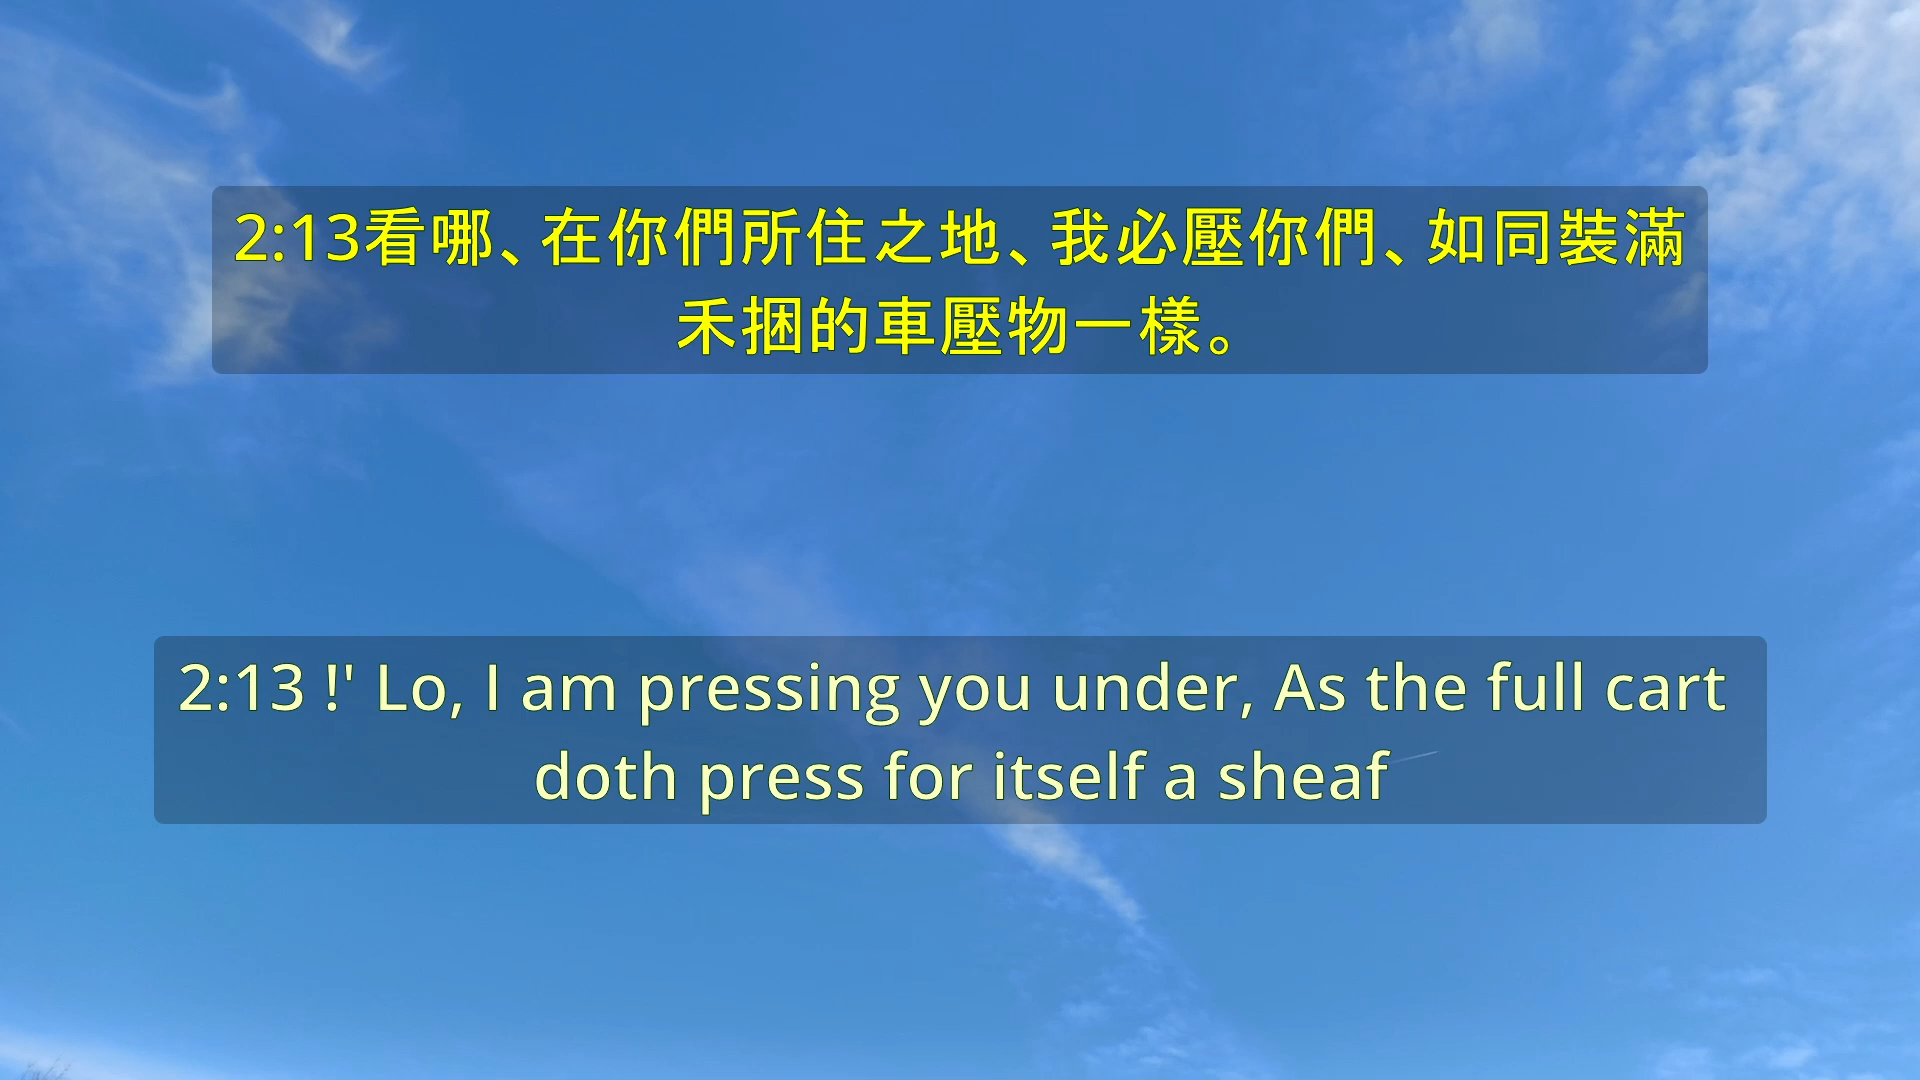 2:13看哪、在你們所住之地、我必壓你們、如同裝滿
禾捆的車壓物一樣。
2:13 !' Lo, I am pressing you under, As the full cart
doth press for itself a sheaf